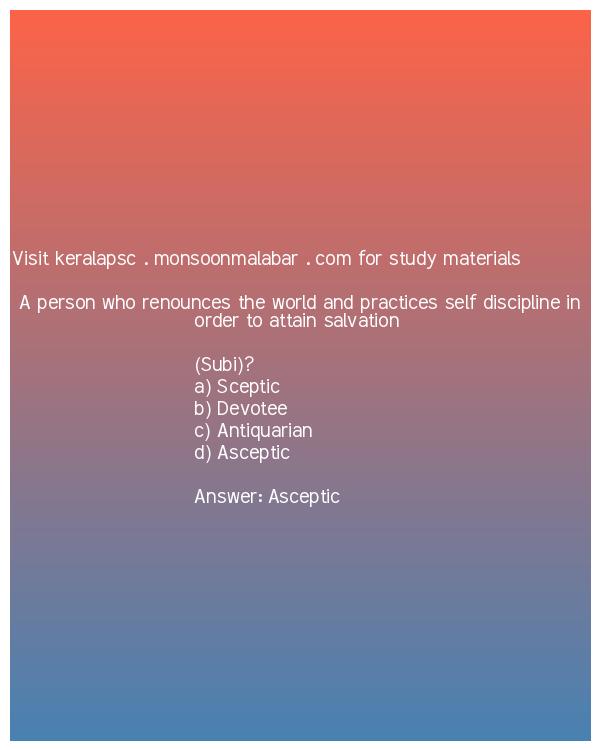 Visit keralapsc . monsoonmalabar . com for study materials
A person who renounces the world and practices self discipline in
order to attain salvation
(Subi)?
a) Sceptic
b) Devotee
c) Antiquarian
d) Asceptic
Answer: Asceptic